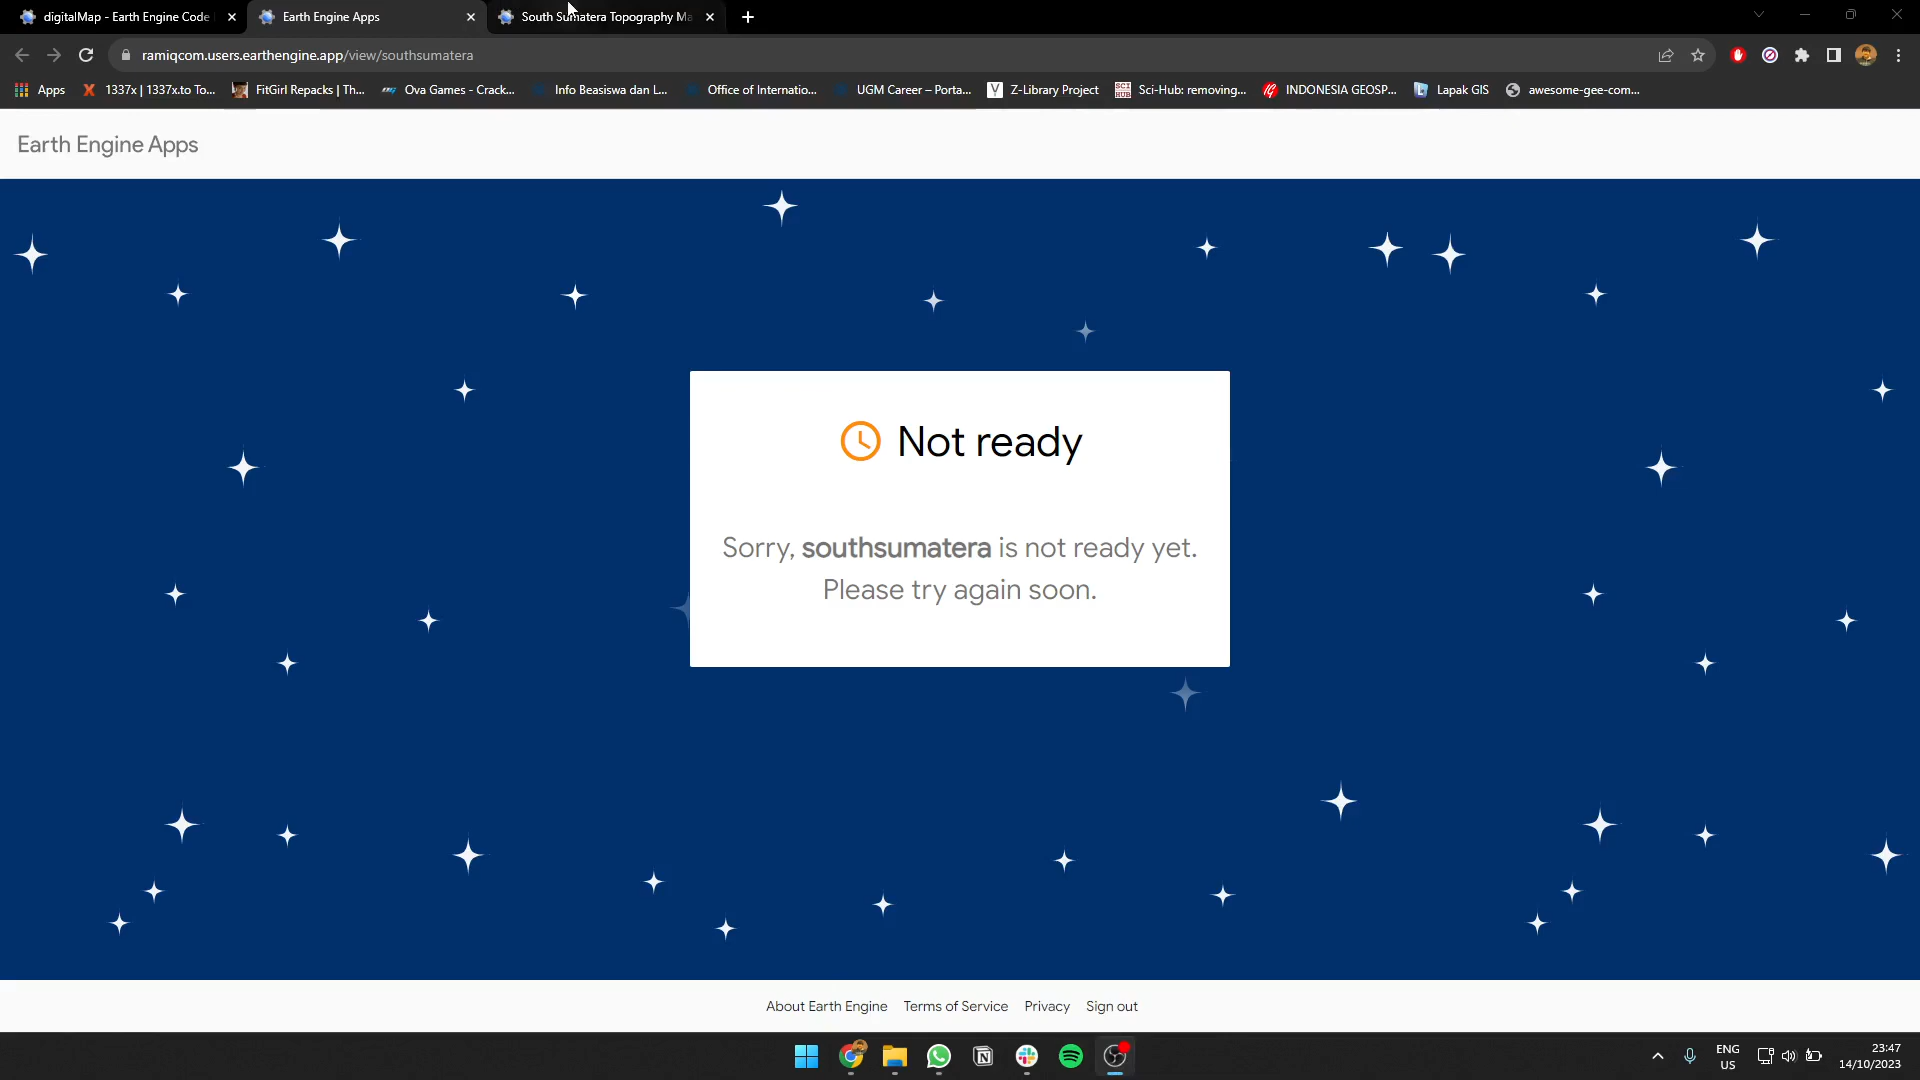 digitalMap - Earth Engine Code
Earth Engine Apps
South Sumatera Topography Ma
ramiqcom.users.earthengine.app/view/southsumatera
Apps
1337x | 1337x.to To...
FitGirl Repacks | Th...
Ova Games - Crack...
Info Beasiswa dan L...
Office of Internatio...
UGM Career – Porta...
Z-Library Project
Sci-Hub: removing...
INDONESIA GEOSP...
Lapak GIS
awesome-gee-com...
Earth Engine Apps
Not ready
Sorry, southsumatera is not ready yet.
Please try again soon.
About Earth Engine Terms of Service Privacy Sign out
ENG
US
23:47
14/10/2023